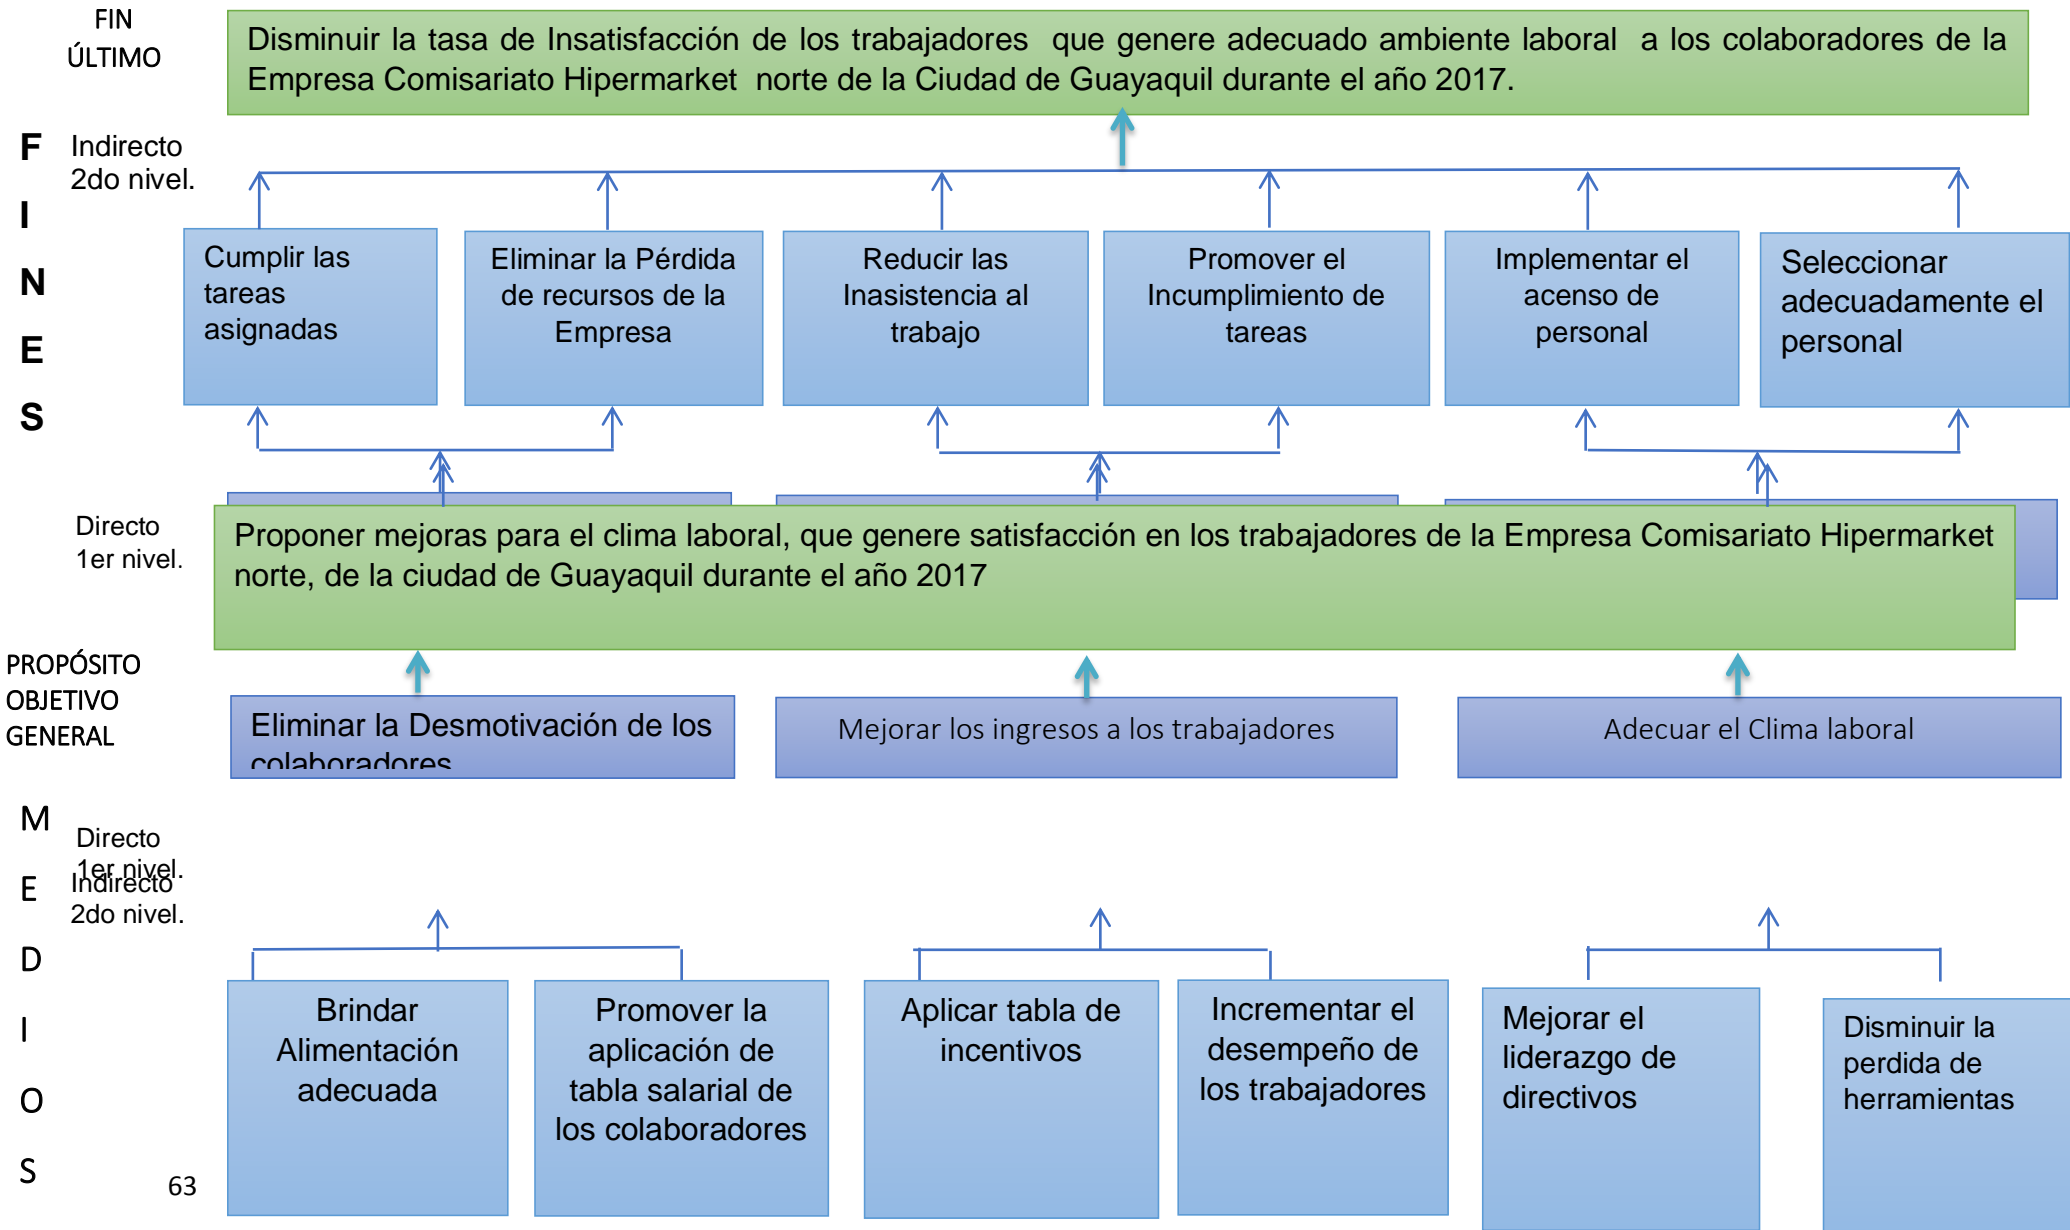 FIN
ÚLTIMO
Disminuir la tasa de Insatisfacción de los trabajadores que genere adecuado ambiente laboral a los colaboradores de la
Empresa Comisariato Hipermarket norte de la Ciudad de Guayaquil durante el año 2017.
F
I
N
E
S
Indirecto
2do nivel.
Cumplir las
tareas
asignadas
Eliminar la Pérdida
de recursos de la
Empresa
Reducir las
Inasistencia al
trabajo
Promover el
Incumplimiento de
tareas
Implementar el
acenso de
personal
Seleccionar
adecuadamente el
personal
Directo
1er nivel.
Proponer mejoras para el clima laboral, que genere satisfacción en los trabajadores de la Empresa Comisariato Hipermarket
norte, de la ciudad de Guayaquil durante el año 2017
PROPÓSITO
OBJETIVO
GENERAL
Eliminar la Desmotivación de los
colaboradores
Mejorar los ingresos a los trabajadores
Adecuar el Clima laboral
M
E
D
I
O
S
Directo
1er nivel.
Indirecto
2do nivel.
Brindar
Alimentación
adecuada
Promover la
aplicación de
tabla salarial de
los colaboradores
Aplicar tabla de
incentivos
Incrementar el
desempeño de
los trabajadores
Mejorar el
liderazgo de
directivos
Disminuir la
perdida de
herramientas
63